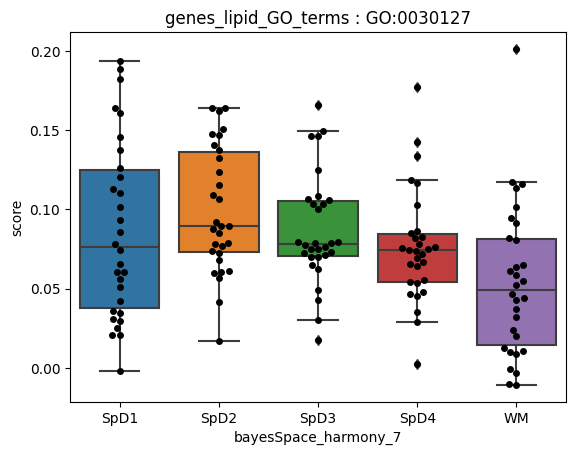 genes_lipid_GO_terms : GO:0030127
score
0.20
0.15
0.10
0.05
0.00
SpD1 SpD2 SpD3 SpD4 WM
bayesSpace_harmony_7